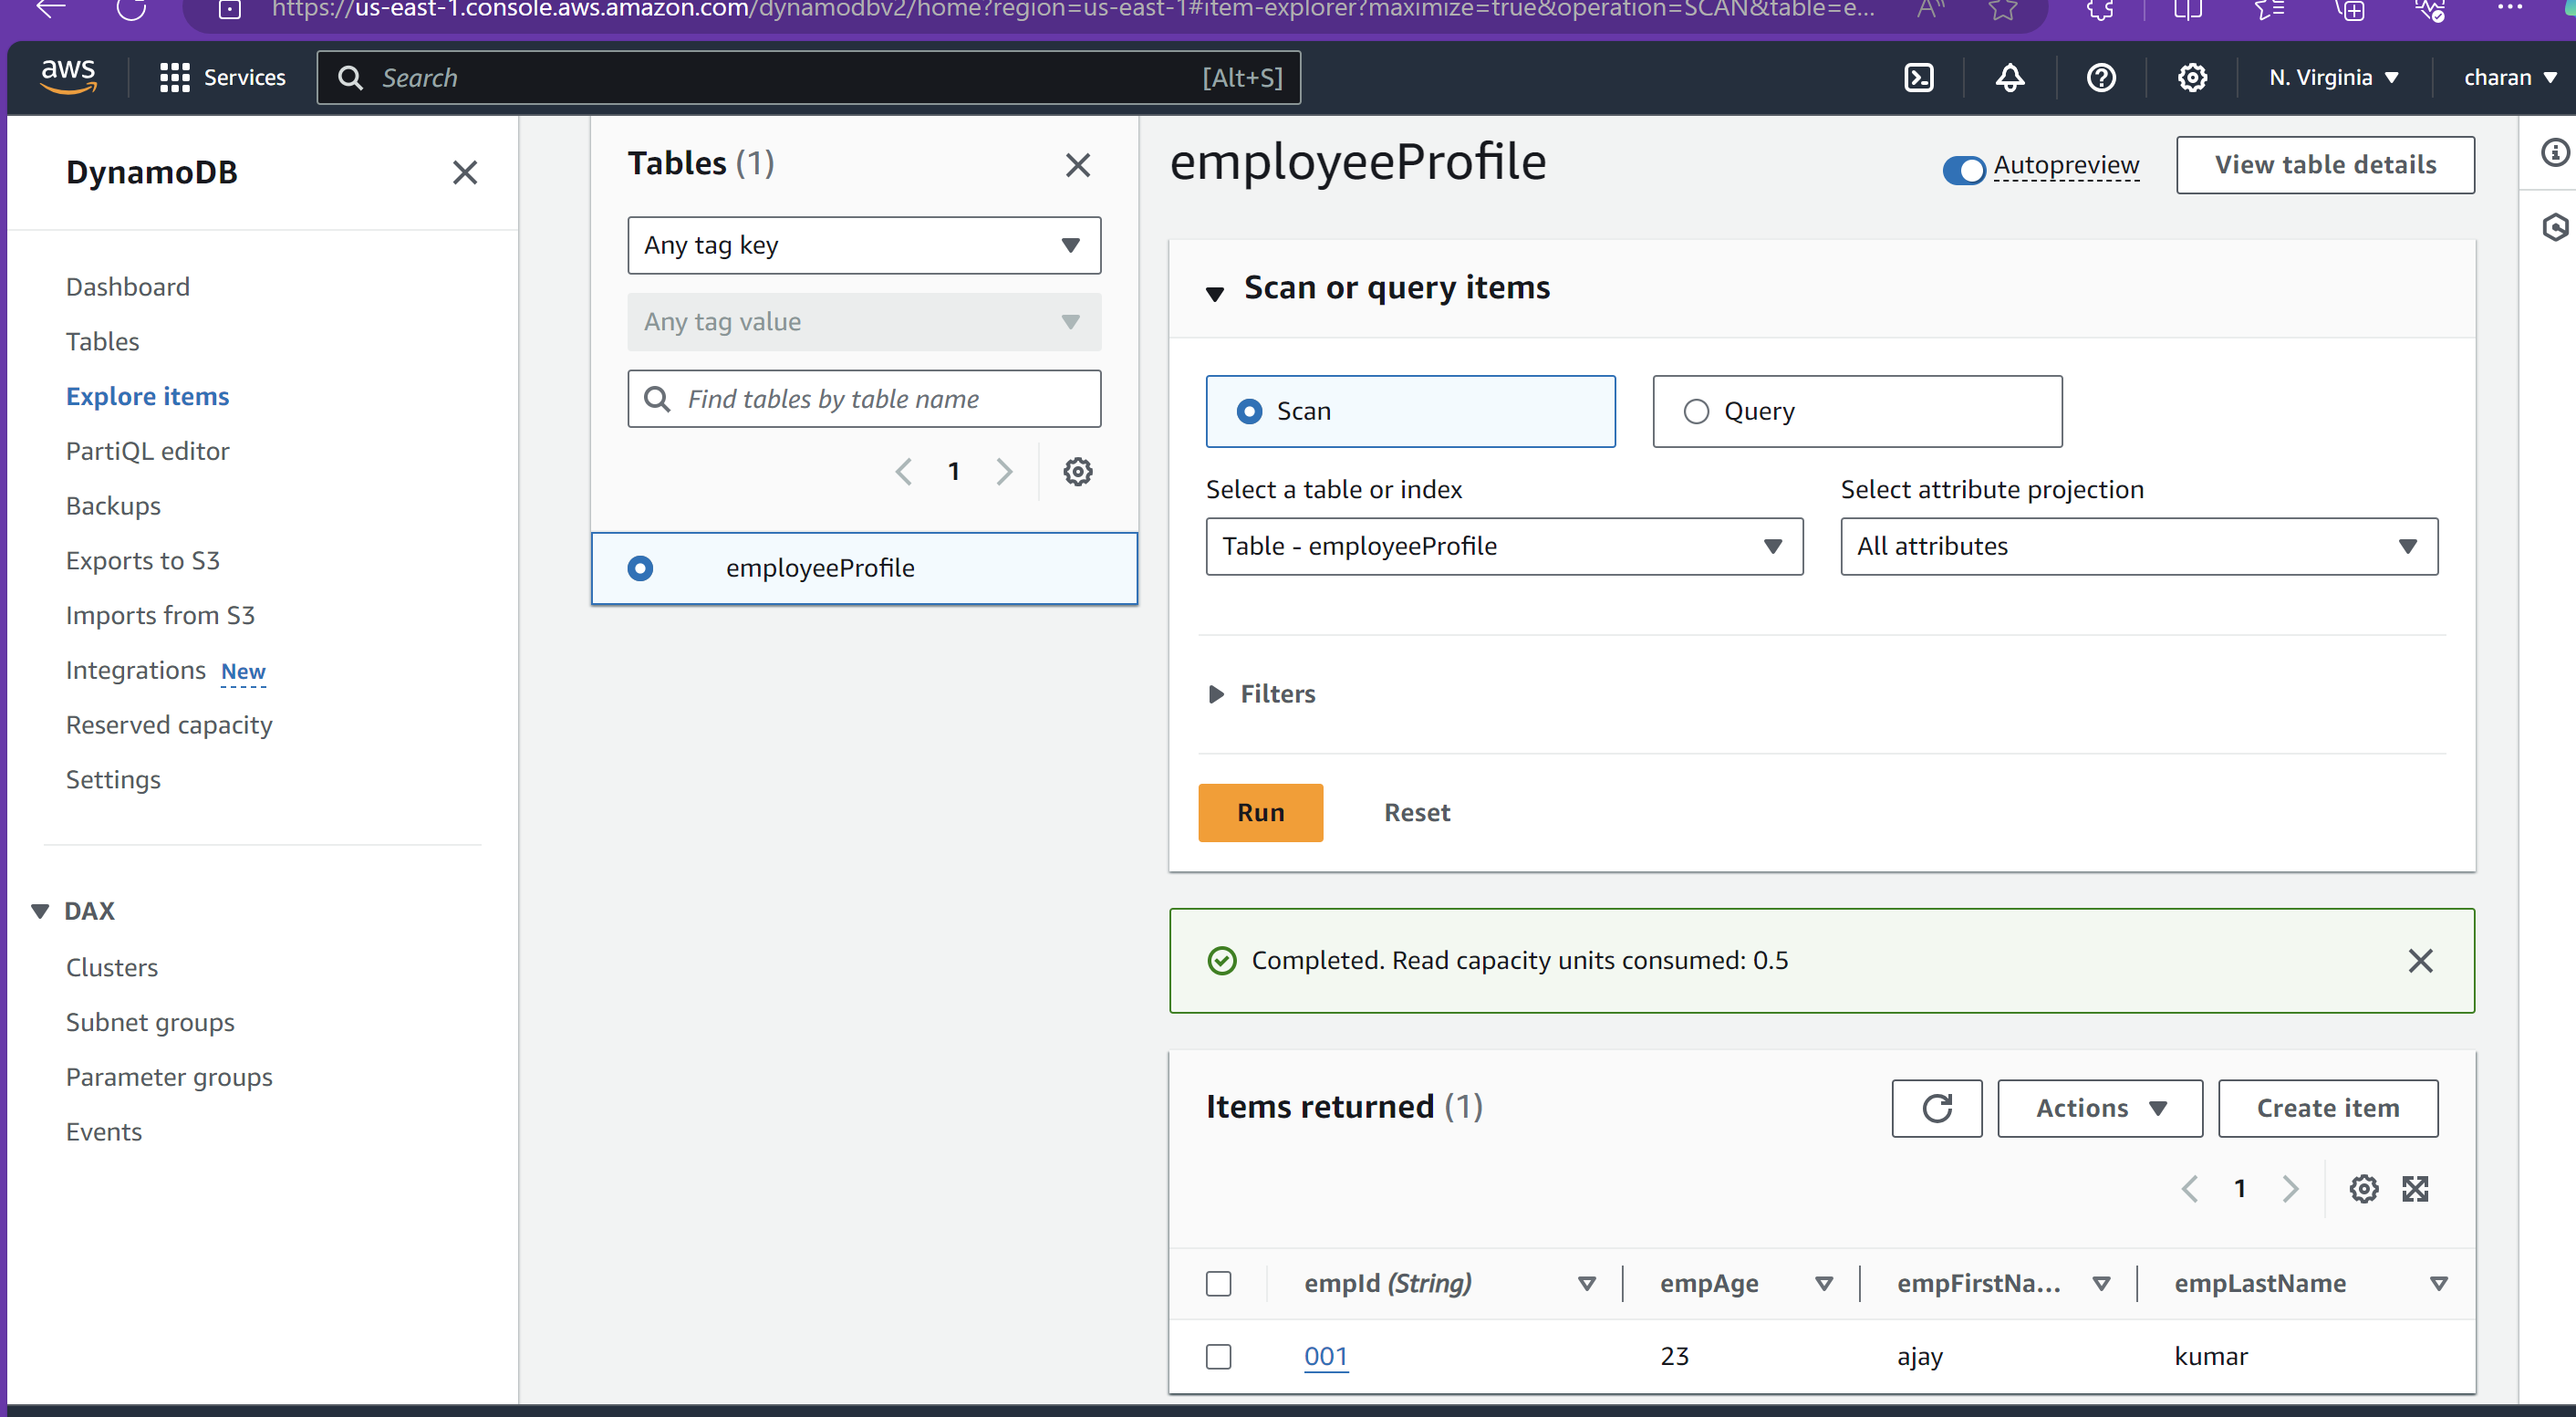 https://us-east-1.console.aws.amazon.com/dynamodbv2/home?region=us-east-1#item-explorer?maximize=true&operation=SCAN&table=e...
aws
Services
Search
[Alt+S]
N. Virginia
charan
DynamoDB
Dashboard
Tables
Explore items
PartiQL editor
Backups
Exports to S3
Imports from S3
Integrations New
Reserved capacity
Settings
DAX
Clusters
Subnet groups
Parameter groups
Events
Tables (1)
Any tag key
Any tag value
Find tables by table name
1
employeeProfile
employeeProfile
Autopreview
View table details
Scan or query items
Scan
Query
Select a table or index
Select attribute projection
Table - employeeProfile
All attributes
Filters
Run
Reset
Completed. Read capacity units consumed: 0.5
Items returned (1)
Actions
Create item
1
empId (String)
empAge
empFirstNa...
empLastName
001
23
ajay
kumar